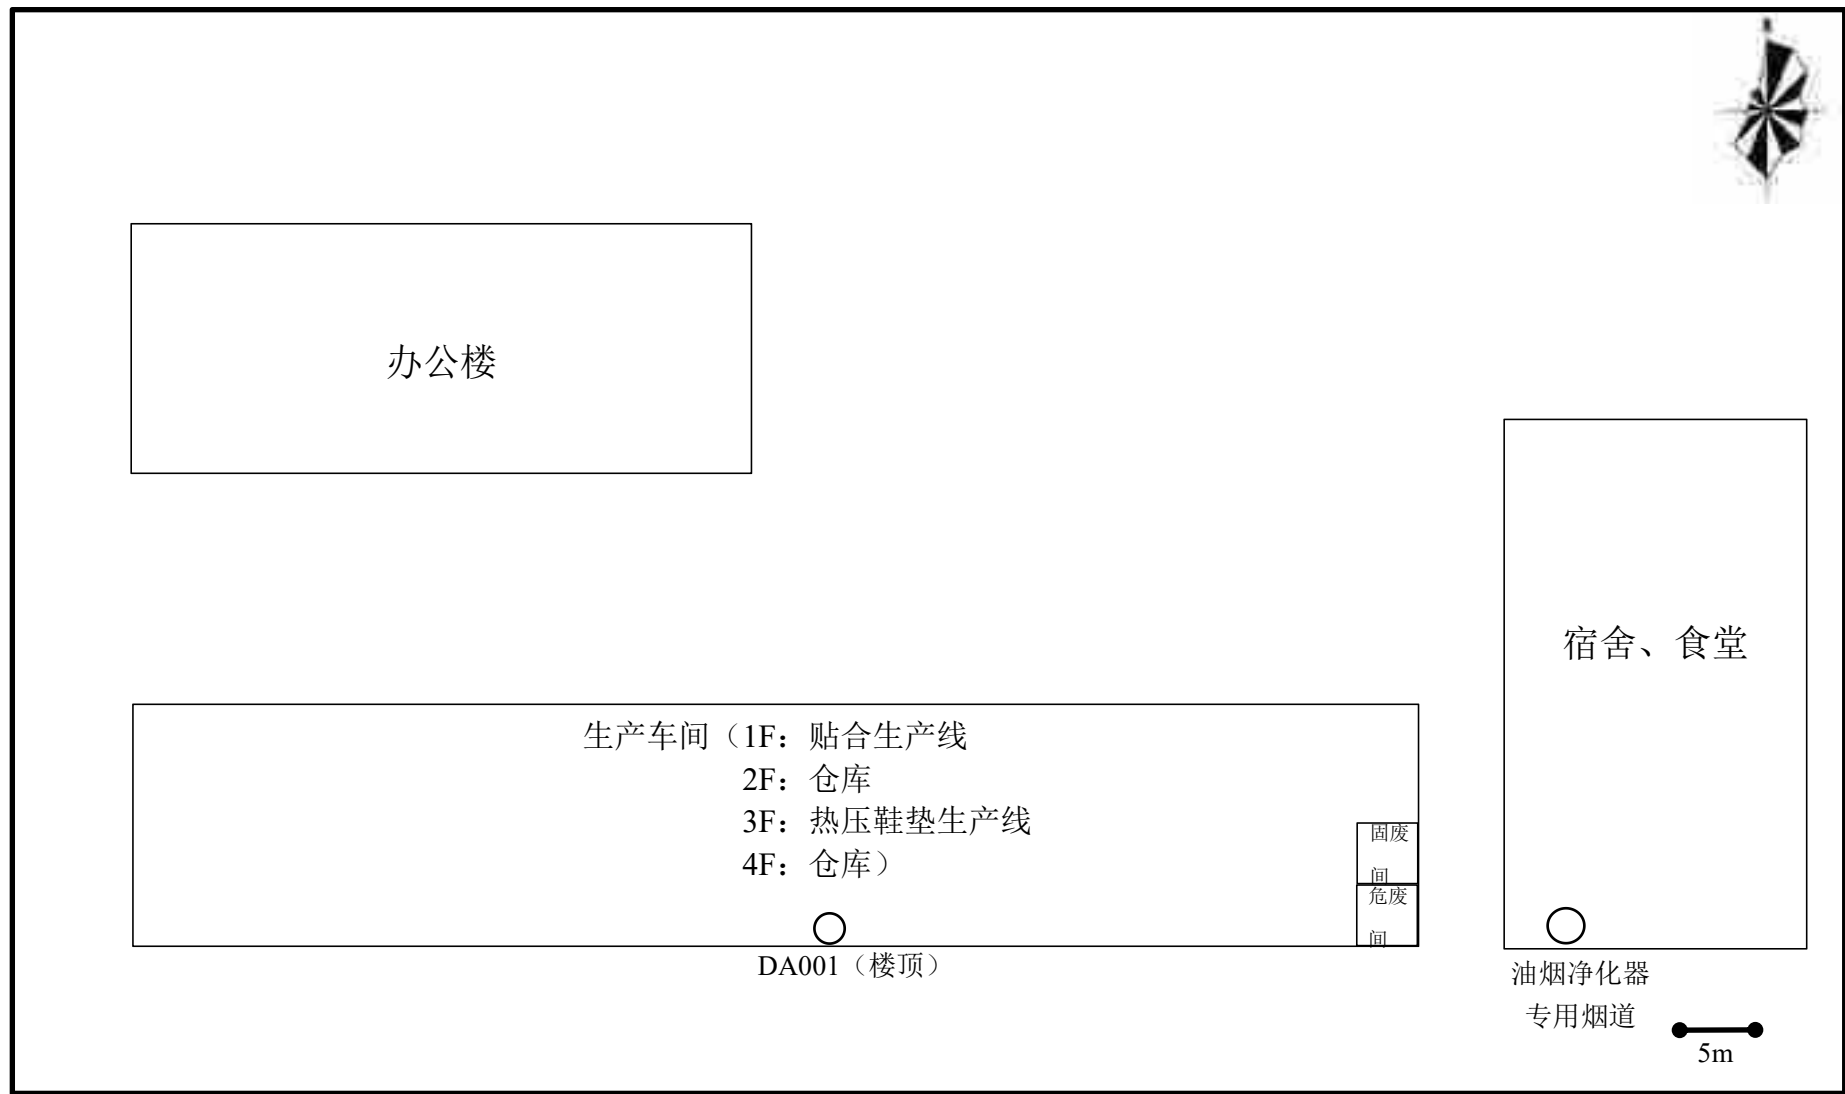 办公楼
宿舍、食堂
生产车间（1F：贴合生产线
2F：仓库
3F：热压鞋垫生产线
4F：仓库）
固废
间
危废
间
DA001（楼顶）
油烟净化器
专用烟道
5m